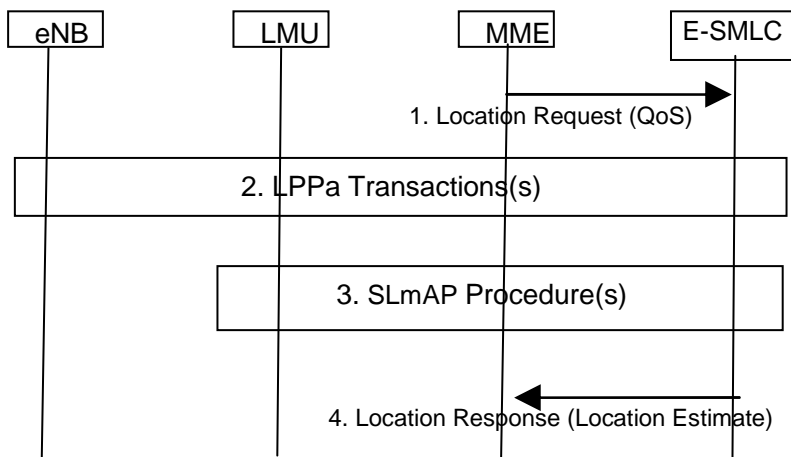 eNB
LMU
MME
E-SMLC
1. Location Request (QoS)
2. LPPa Transactions(s)
3. SLmAP Procedure(s)
4. Location Response (Location Estimate)